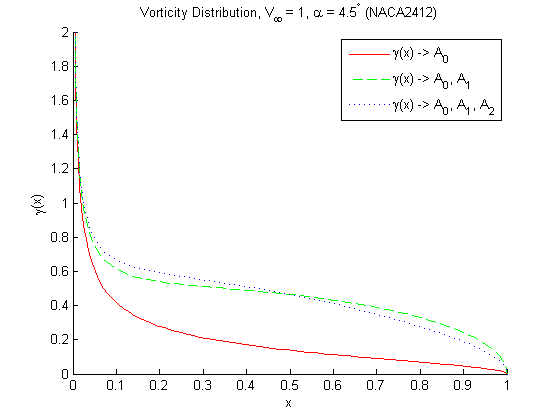 Vorticity Distribution, V∞ = 1, α = 4.5° (NACA2412)
γ(x) -> A₀
γ(x) -> A₀, A₁
γ(x) -> A₀, A₁, A₂
2
1.8
1.6
1.4
1.2
1
0.8
0.6
0.4
0.2
0
γ(x)
0 0.1 0.2 0.3 0.4 0.5 0.6 0.7 0.8 0.9 1
x